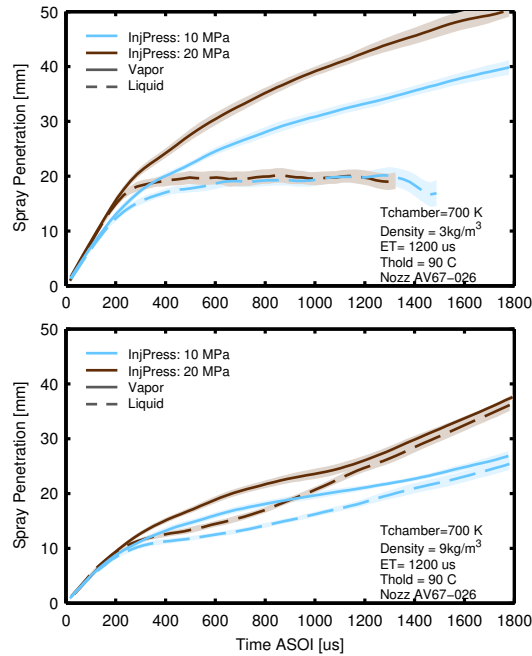 50
40
30
20
10
0
Spray Penetration [mm]
InjPress: 10 MPa
InjPress: 20 MPa
Vapor
Liquid
Tchamber=700 K
Density = 3kg/m³
ET= 1200 us
Thold = 90 C
Nozz AV67−026
0 200 400 600 800 1000 1200 1400 1600 1800
50
40
30
20
10
0
Spray Penetration [mm]
InjPress: 10 MPa
InjPress: 20 MPa
Vapor
Liquid
Tchamber=700 K
Density = 9kg/m³
ET= 1200 us
Thold = 90 C
Nozz AV67−026
0 200 400 600 800 1000 1200 1400 1600 1800
Time ASOI [us]